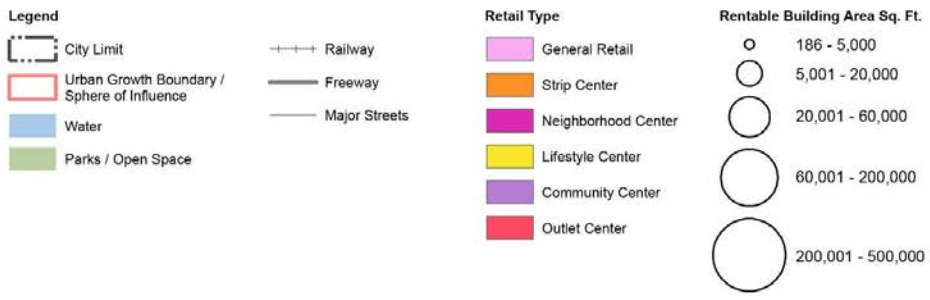 Legend
City Limit
Urban Growth Boundary /
Sphere of Influence
Water
Parks / Open Space
Railway
Freeway
Major Streets
Retail Type
General Retail
Strip Center
Neighborhood Center
Lifestyle Center
Community Center
Outlet Center
Rentable Building Area Sq. Ft.
186 - 5,000
5,001 - 20,000
20,001 - 60,000
60,001 - 200,000
200,001 - 500,000